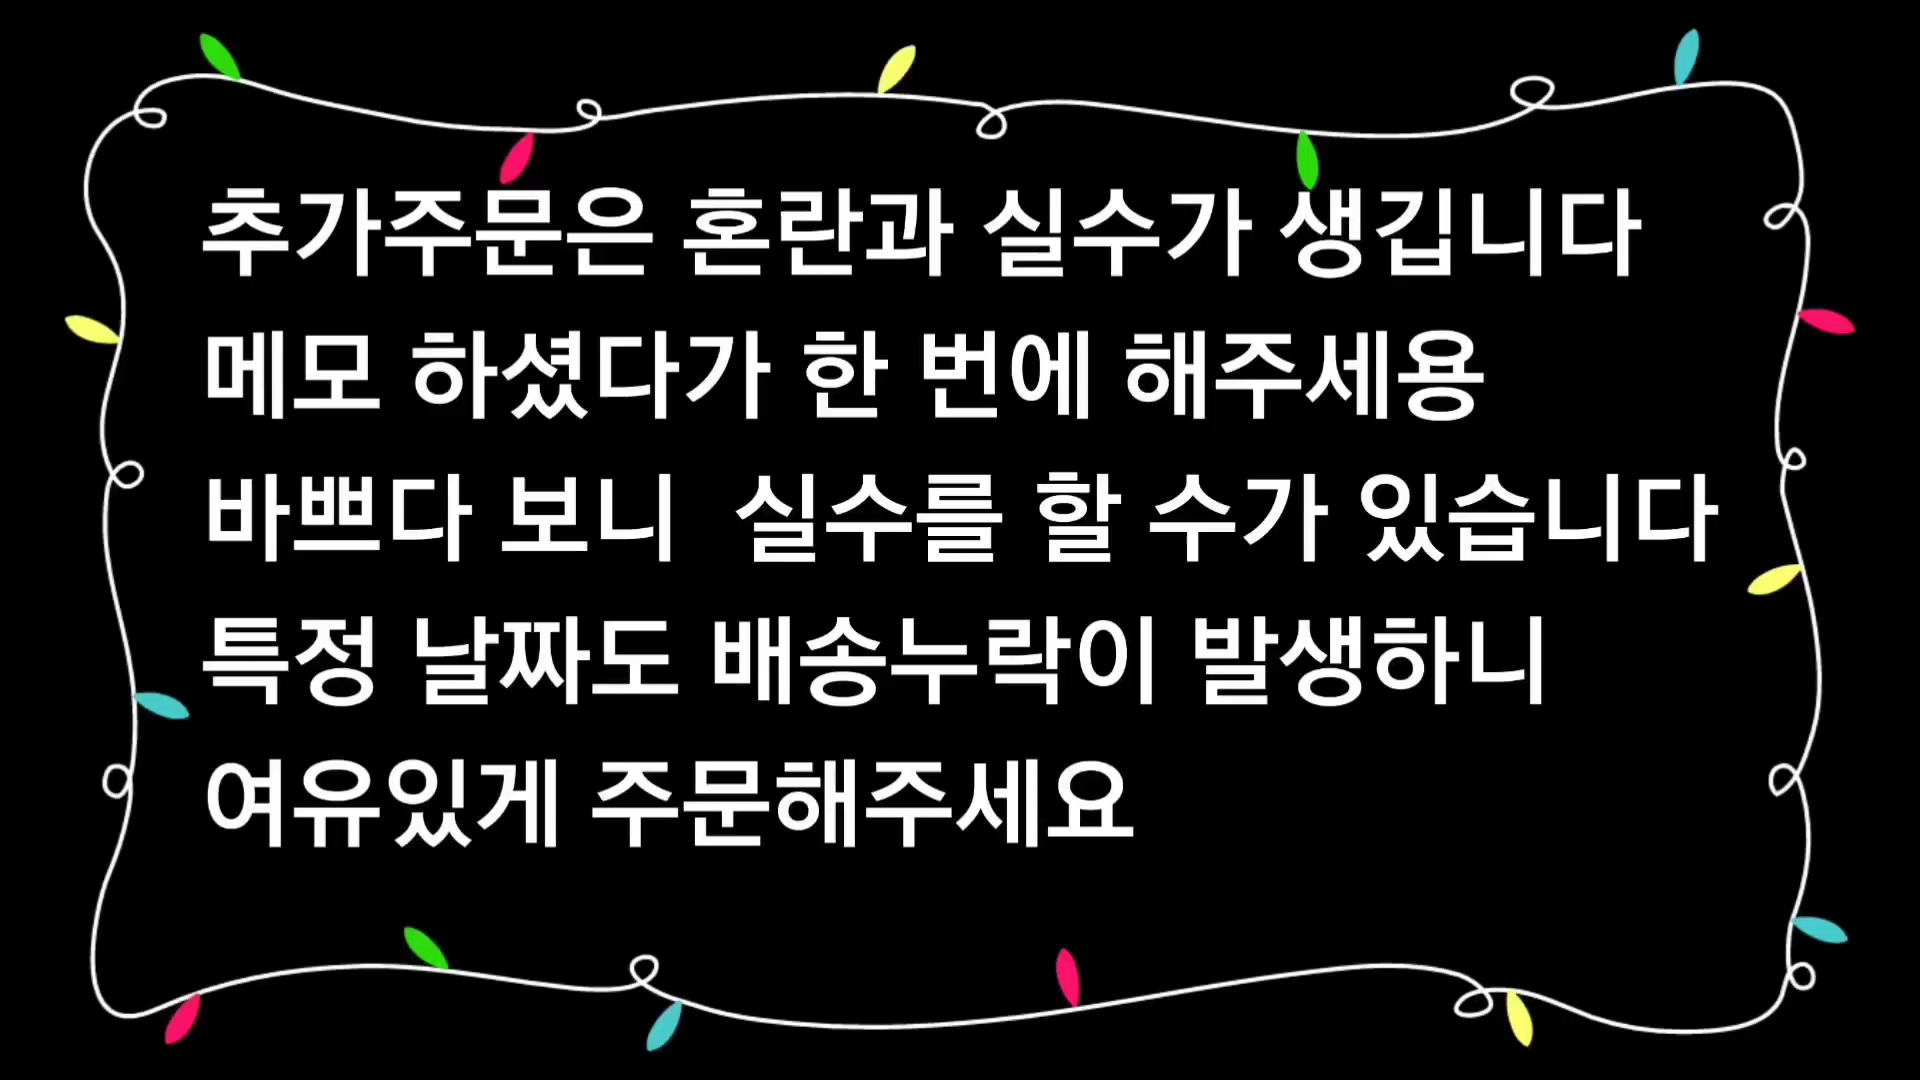 추가주문은 혼란과 실수가 생깁니다
메모 하셨다가 한 번에 해주세용
바쁘다 보니 실수를 할 수가 있습니다
특정 날짜도 배송누락이 발생하니
여유있게 주문해주세요